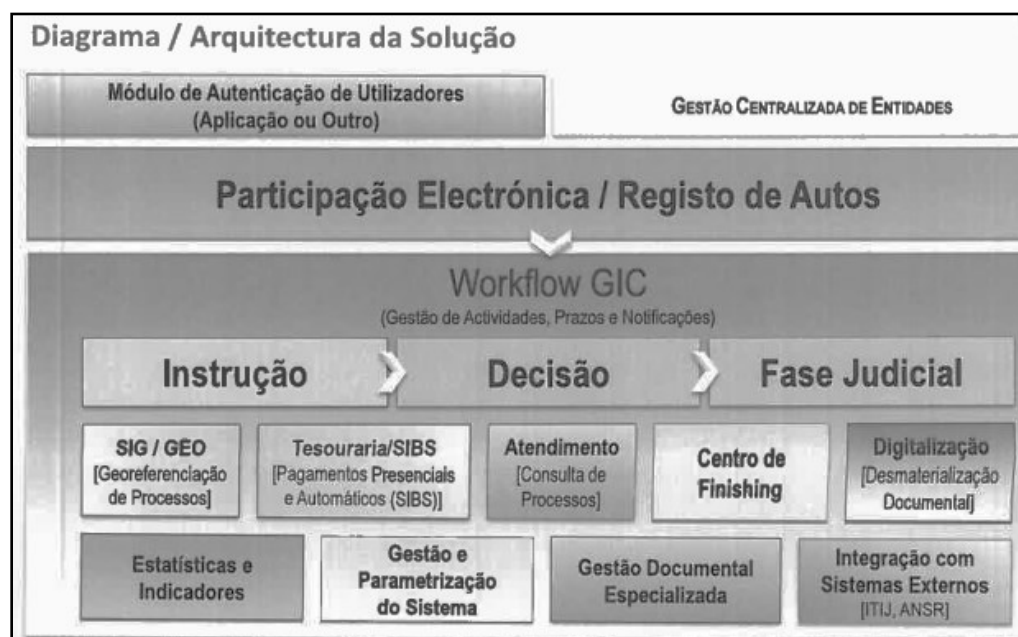 Diagrama / Arquitectura da Solução
Módulo de Autenticação de Utilizadores
(Aplicação ou Outro)
GESTÃO CENTRALIZADA DE ENTIDADES
Participação Electrónica / Registo de Autos
Workflow GIC
(Gestão de Actividades, Prazos e Notificações)
Instrução
Decisão
Fase Judicial
SIG / GEO
[Georeferenciação
de Processos]
Tesouraria/SIBS
[Pagamentos Presenciais
e Automáticos (SIBS)]
Atendimento
[Consulta de
Processos]
Centro de
Finishing
Digitalização
[Desmaterialização
Documental]
Estatísticas e
Indicadores
Gestão e
Parametrização
do Sistema
Gestão Documental
Especializada
Integração com
Sistemas Externos
[ITIJ, ANSR]